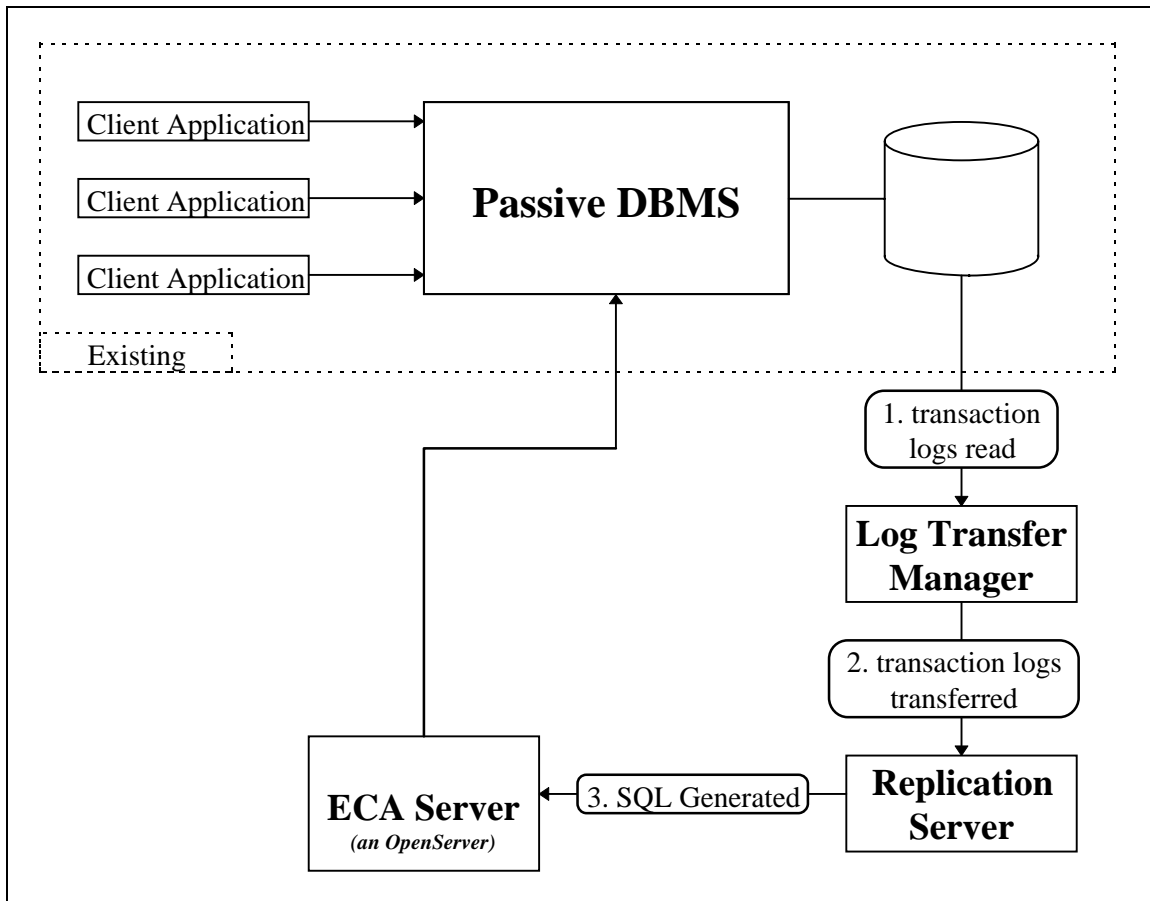 Client Application
Client Application
Client Application
Passive DBMS
Existing
1. transaction
logs read
Log Transfer
Manager
2. transaction logs
transferred
ECA Server
(an OpenServer)
3. SQL Generated
Replication
Server